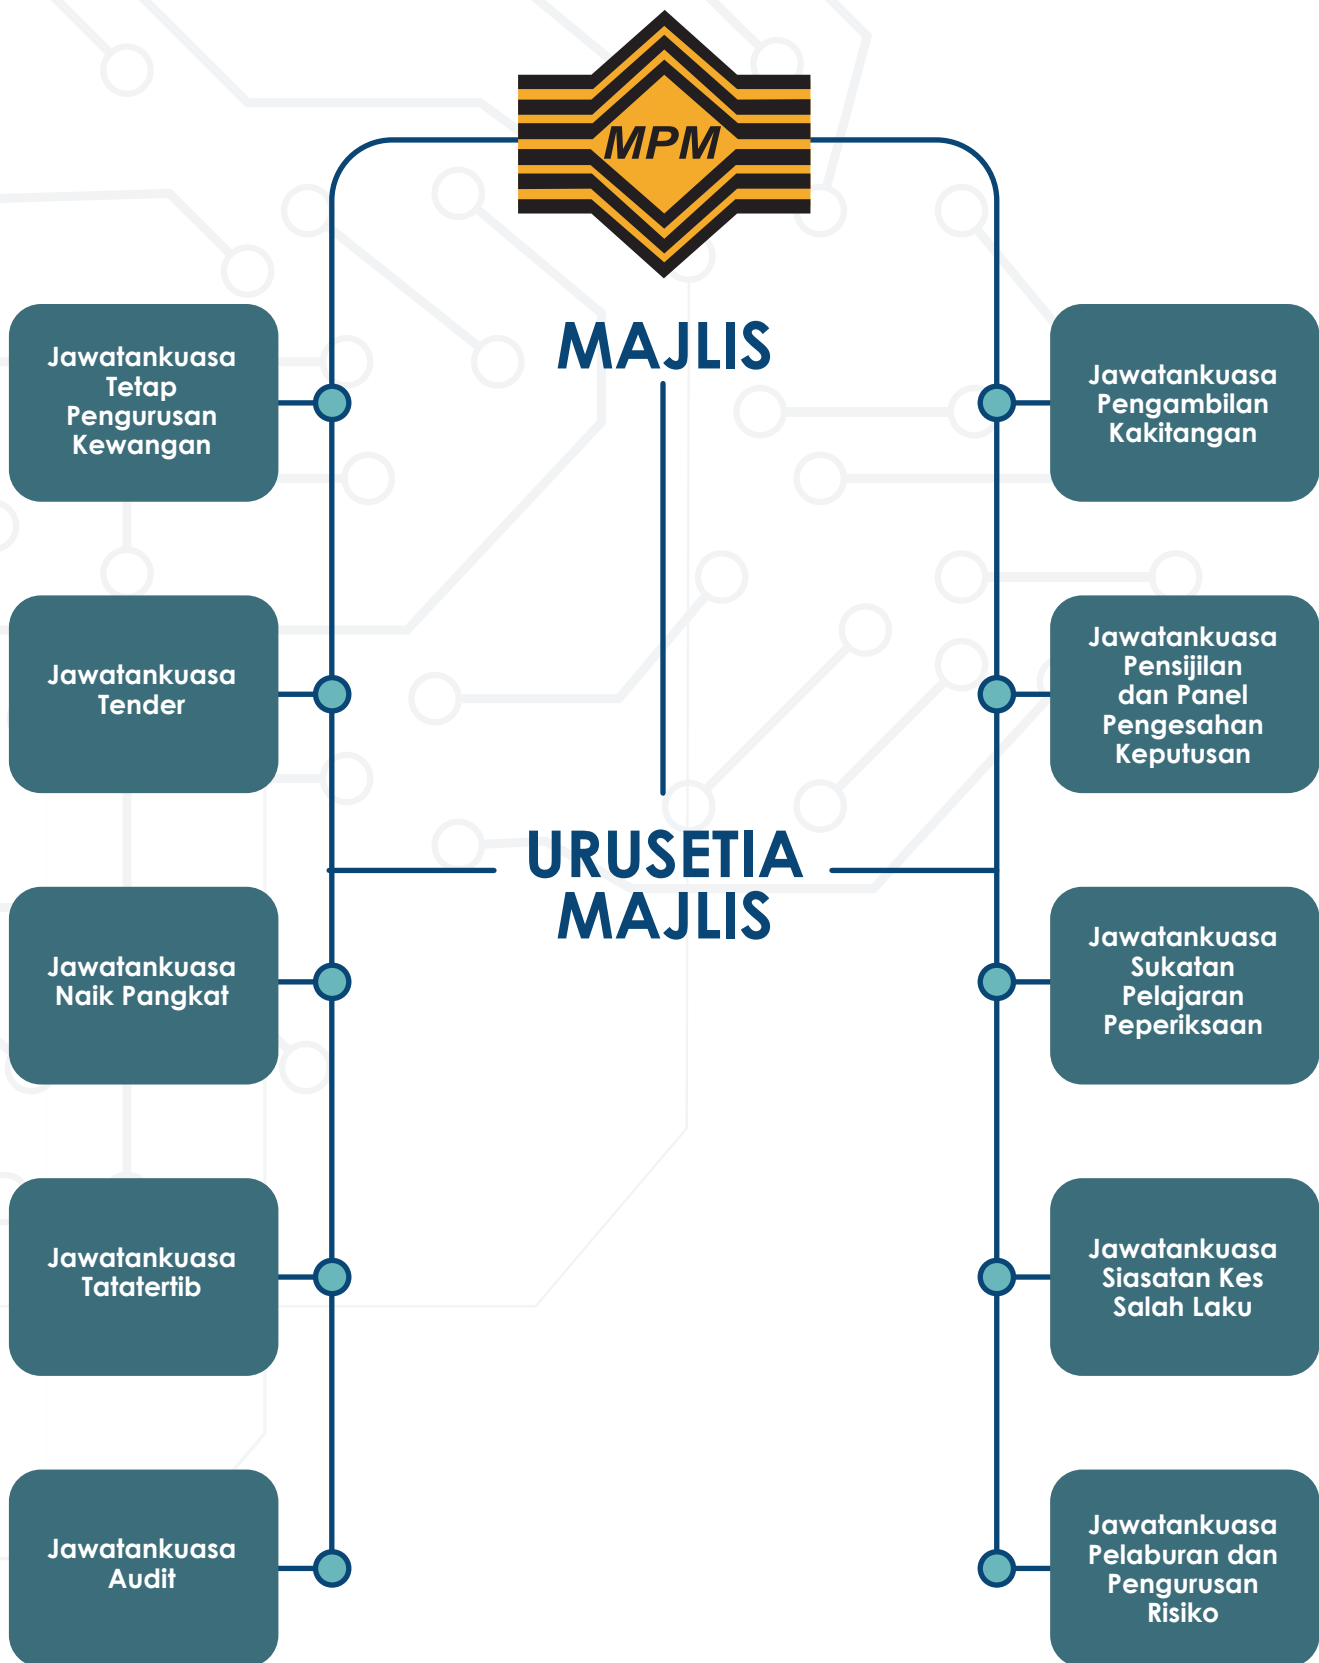 MPM
MAJLIS
Jawatankuasa
Tetap
Pengurusan
Kewangan
Jawatankuasa
Tender
Jawatankuasa
Naik Pangkat
Jawatankuasa
Tatatertib
Jawatankuasa
Audit
URUSETIA
MAJLIS
Jawatankuasa
Pengambilan
Kakitangan
Jawatankuasa
Pensijilan
dan Panel
Pengesahan
Keputusan
Jawatankuasa
Sukatan
Pelajaran
Peperiksaan
Jawatankuasa
Siasatan Kes
Salah Laku
Jawatankuasa
Pelaburan dan
Pengurusan
Risiko